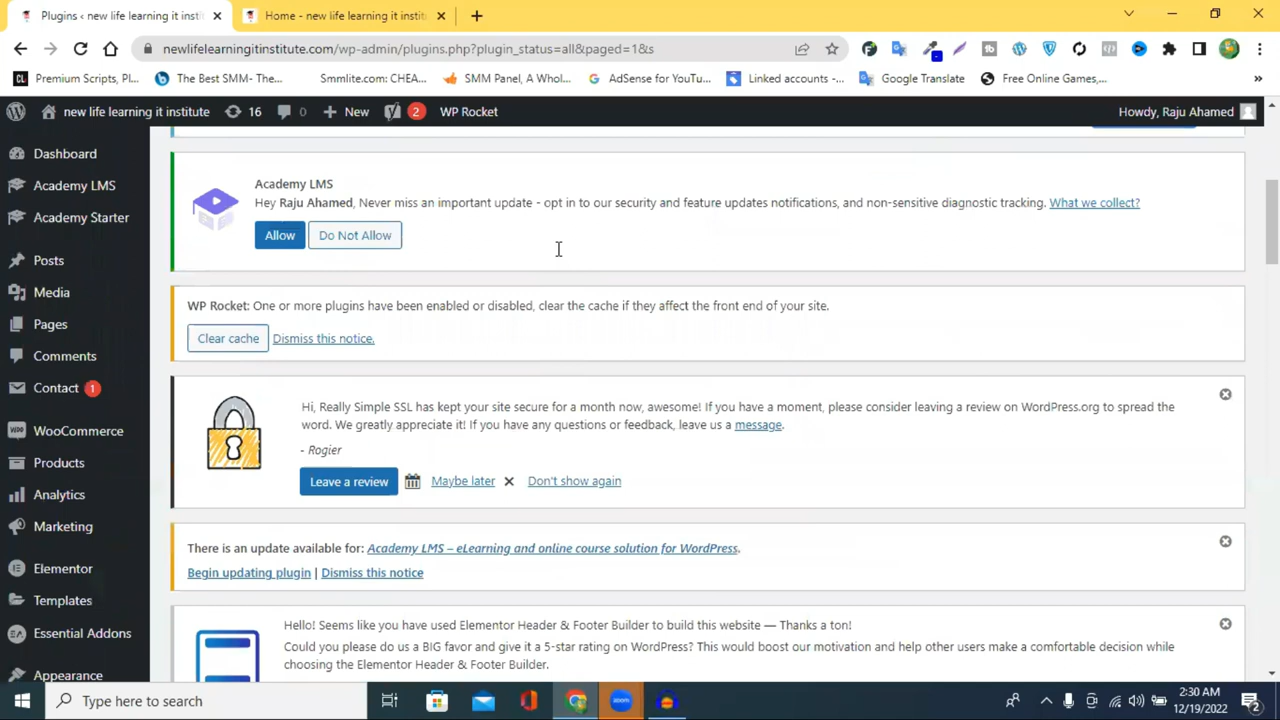 Plugins < new life learning it insti
Home - new life learning it instit
newlifelearningitinstitute.com/wp-admin/plugins.php?plugin_status=all&paged=1&s
Premium Scripts, Pl...
The Best SMM- The...
Smmlite.com: CHEA...
SMM Panel, A Whol...
AdSense for YouTu...
Linked accounts -...
Google Translate
Free Online Games,...
»
new life learning it institute
16
0
New
2
WP Rocket
Howdy, Raju Ahamed
Dashboard
Academy LMS
Academy Starter
Posts
Media
Pages
Comments
Contact 1
WooCommerce
Products
Analytics
Marketing
Elementor
Templates
Essential Addons
Appearance
Academy LMS
Hey Raju Ahamed, Never miss an important update - opt in to our security and feature updates notifications, and non-sensitive diagnostic tracking. What we collect?
Allow
Do Not Allow
WP Rocket: One or more plugins have been enabled or disabled, clear the cache if they affect the front end of your site.
Clear cache
Dismiss this notice.
Hi, Really Simple SSL has kept your site secure for a month now, awesome! If you have a moment, please consider leaving a review on WordPress.org to spread the
word. We greatly appreciate it! If you have any questions or feedback, leave us a message.
- Rogier
Leave a review
Maybe later
Don't show again
There is an update available for: Academy LMS – eLearning and online course solution for WordPress.
Begin updating plugin | Dismiss this notice
Hello! Seems like you have used Elementor Header & Footer Builder to build this website — Thanks a ton!
Could you please do us a BIG favor and give it a 5-star rating on WordPress? This would boost our motivation and help other users make a comfortable decision while
choosing the Elementor Header & Footer Builder.
Type here to search
zoom
2:30 AM
12/19/2022
2